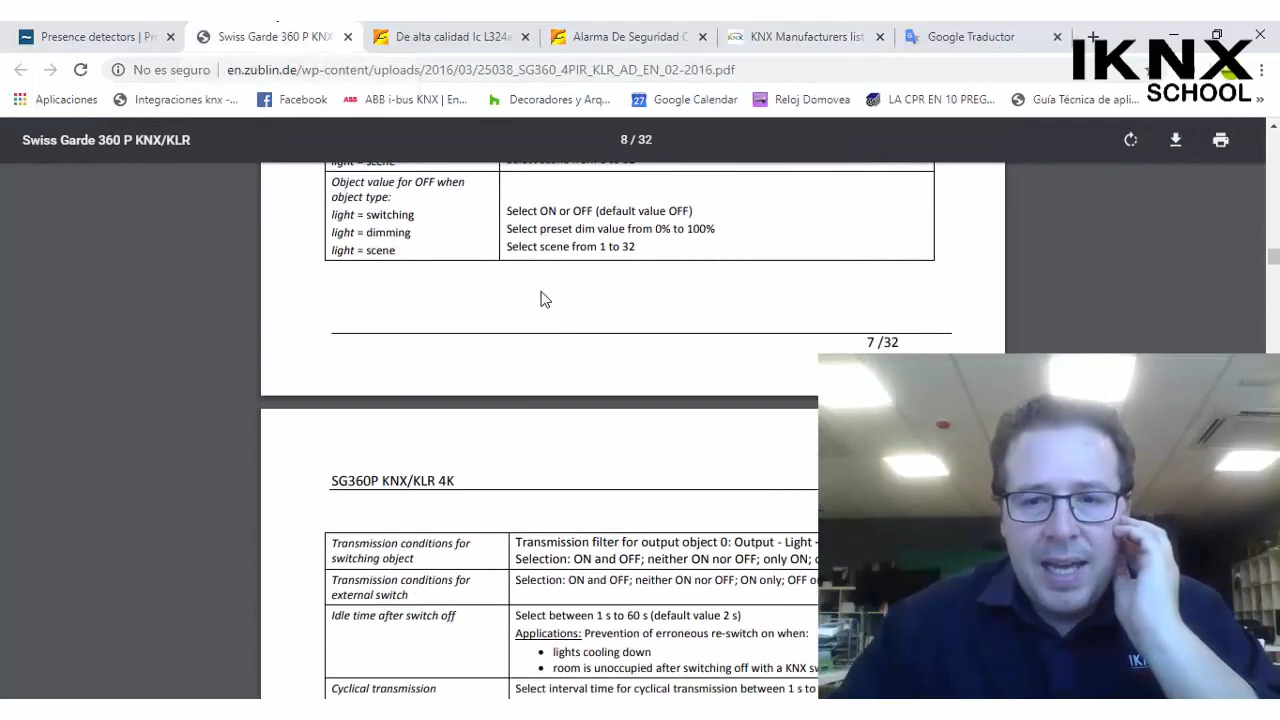 Presence detectors | Pr
Swiss Garde 360 P KNX/
De alta calidad Ic L324a
Alarma De Seguridad C
KNX Manufacturers list
Google Traductor
No es seguro
en.zublin.de/wp-content/uploads/2016/03/25038_SG360_4PIR_KLR_AD_EN_02-2016.pdf
IKNX
SCHOOL
Aplicaciones
Integraciones knx -...
Facebook
ABB ABB i-bus KNX | En...
Decoradores y Arq...
27 Google Calendar
Reloj Domovea
LA CPR EN 10 PREG...
Guía Técnica de apli...
»
Swiss Garde 360 P KNX/KLR
8 / 32
light = scene
Object value for OFF when
object type:
light = switching
light = dimming
light = scene
Select ON or OFF (default value OFF)
Select preset dim value from 0% to 100%
Select scene from 1 to 32
7 /32
SG360P KNX/KLR 4K
Transmission conditions for
switching object
Transmission filter for output object 0: Output - Light -
Selection: ON and OFF; neither ON nor OFF; only ON;
Transmission conditions for
external switch
Selection: ON and OFF; neither ON nor OFF; ON only; OFF o
Idle time after switch off
Select between 1 s to 60 s (default value 2 s)
Applications: Prevention of erroneous re-switch on when:
• lights cooling down
• room is unoccupied after switching off with a KNX sw
Cyclical transmission
Select interval time for cyclical transmission between 1 s to